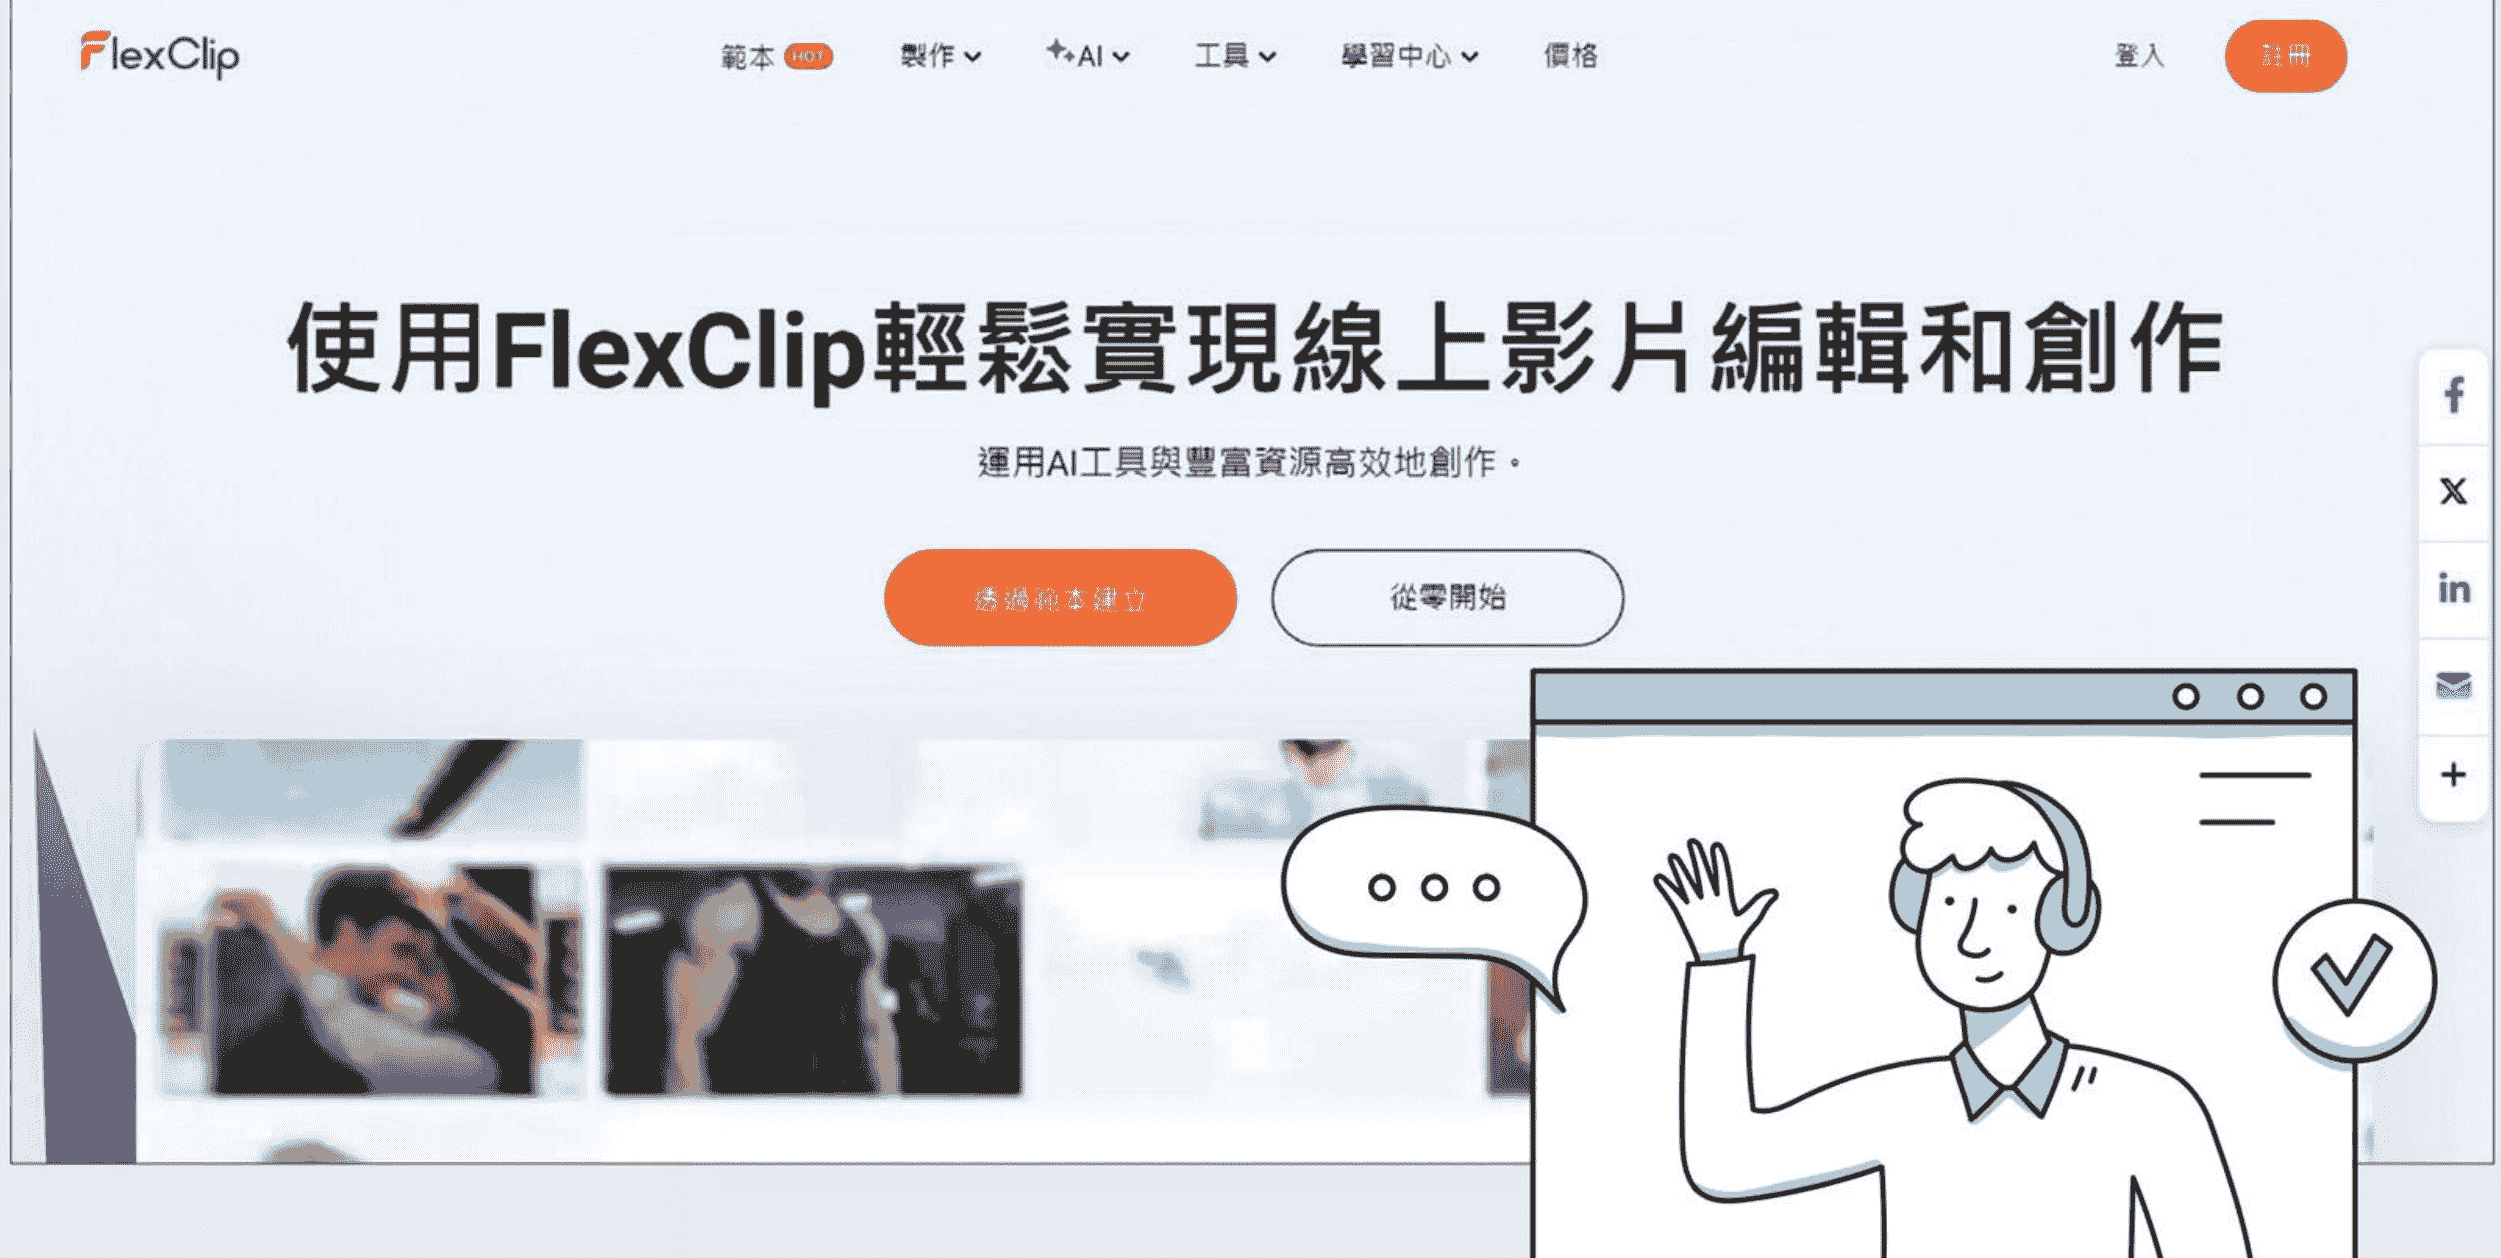 FlexClip
範本 HOT 製作 AI 工具 學習中心 價格 登入 註冊
使用FlexClip輕鬆實現線上影片編輯和創作
運用AI工具與豐富資源高效地創作。
透過範本建立 從零開始